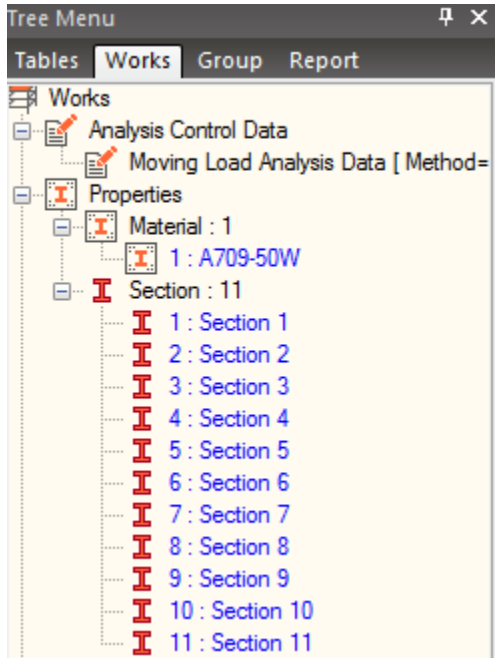 Tree Menu
Tables Works Group Report
Works
Analysis Control Data
Moving Load Analysis Data [ Method=
Properties
Material : 1
1 : A709-50W
Section : 11
1 : Section 1
2 : Section 2
3 : Section 3
4 : Section 4
5 : Section 5
6 : Section 6
7 : Section 7
8 : Section 8
9 : Section 9
10 : Section 10
11 : Section 11